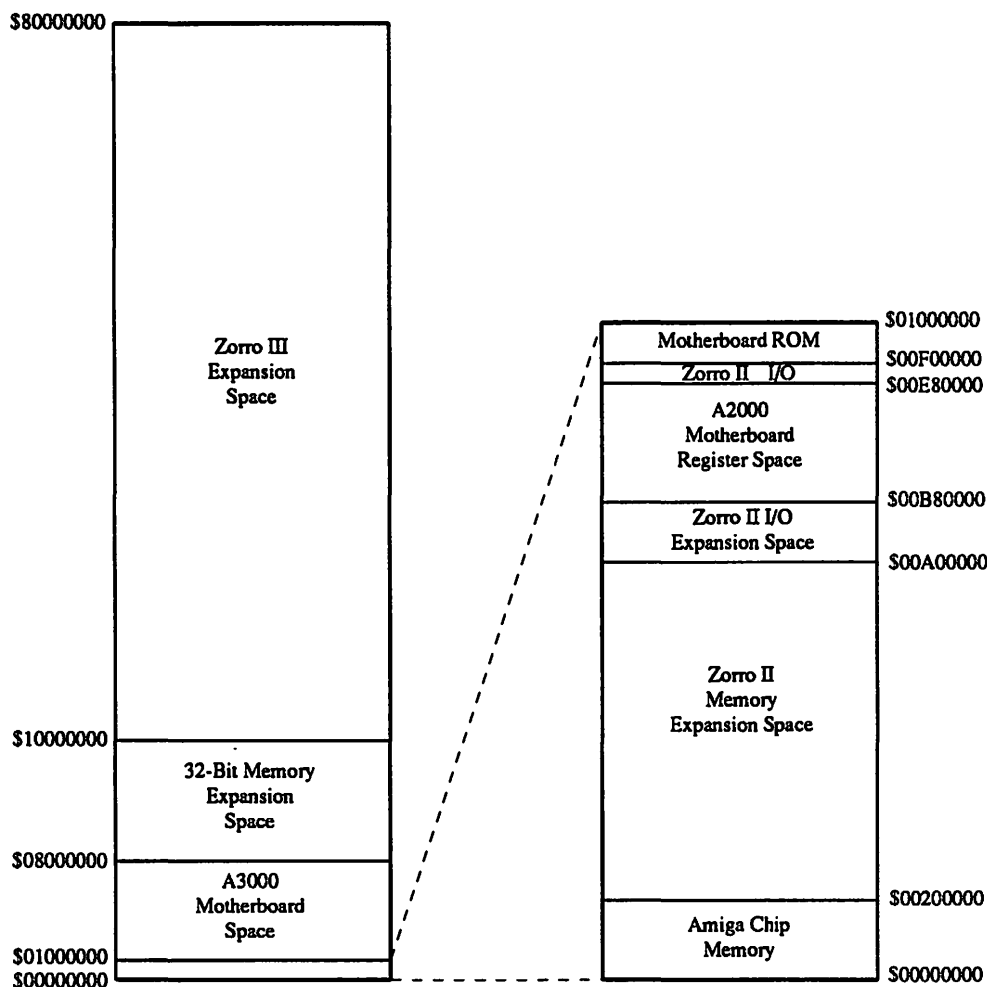 $80000000
Zorro III
Expansion
Space
$10000000
32-Bit Memory
Expansion
Space
$08000000
A3000
Motherboard
Space
$01000000
$00000000
$01000000
Motherboard ROM
$00F00000
Zorro II I/O
$00E80000
A2000
Motherboard
Register Space
$00B80000
Zorro II I/O
Expansion Space
$00A00000
Zorro II
Memory
Expansion Space
$00200000
Amiga Chip
Memory
$00000000